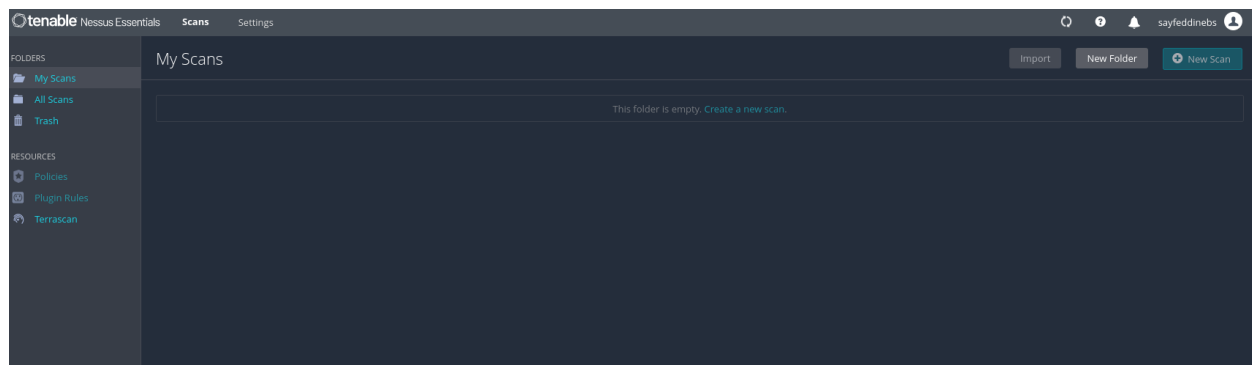 tenable Nessus Essentials Scans Settings sayfeddinebs
FOLDERS
My Scans
All Scans
Trash
RESOURCES
Policies
Plugin Rules
Terrascan
My Scans Import New Folder New Scan
This folder is empty. Create a new scan.